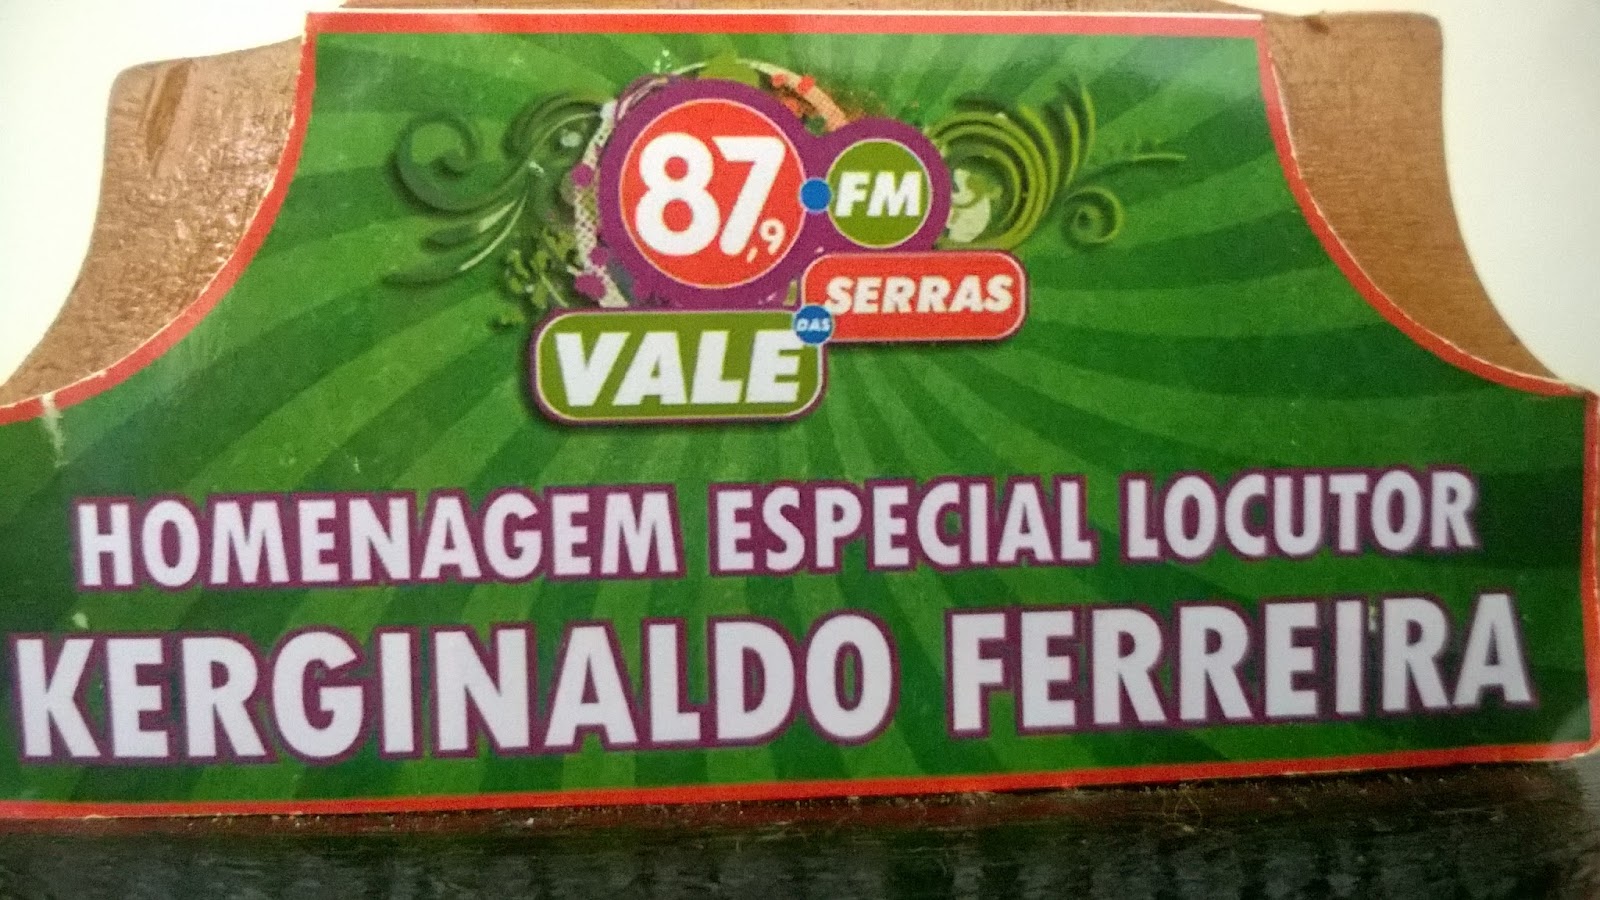 87,9 FM
VALE DAS SERRAS
HOMENAGEM ESPECIAL LOCUTOR
KERGINALDO FERREIRA